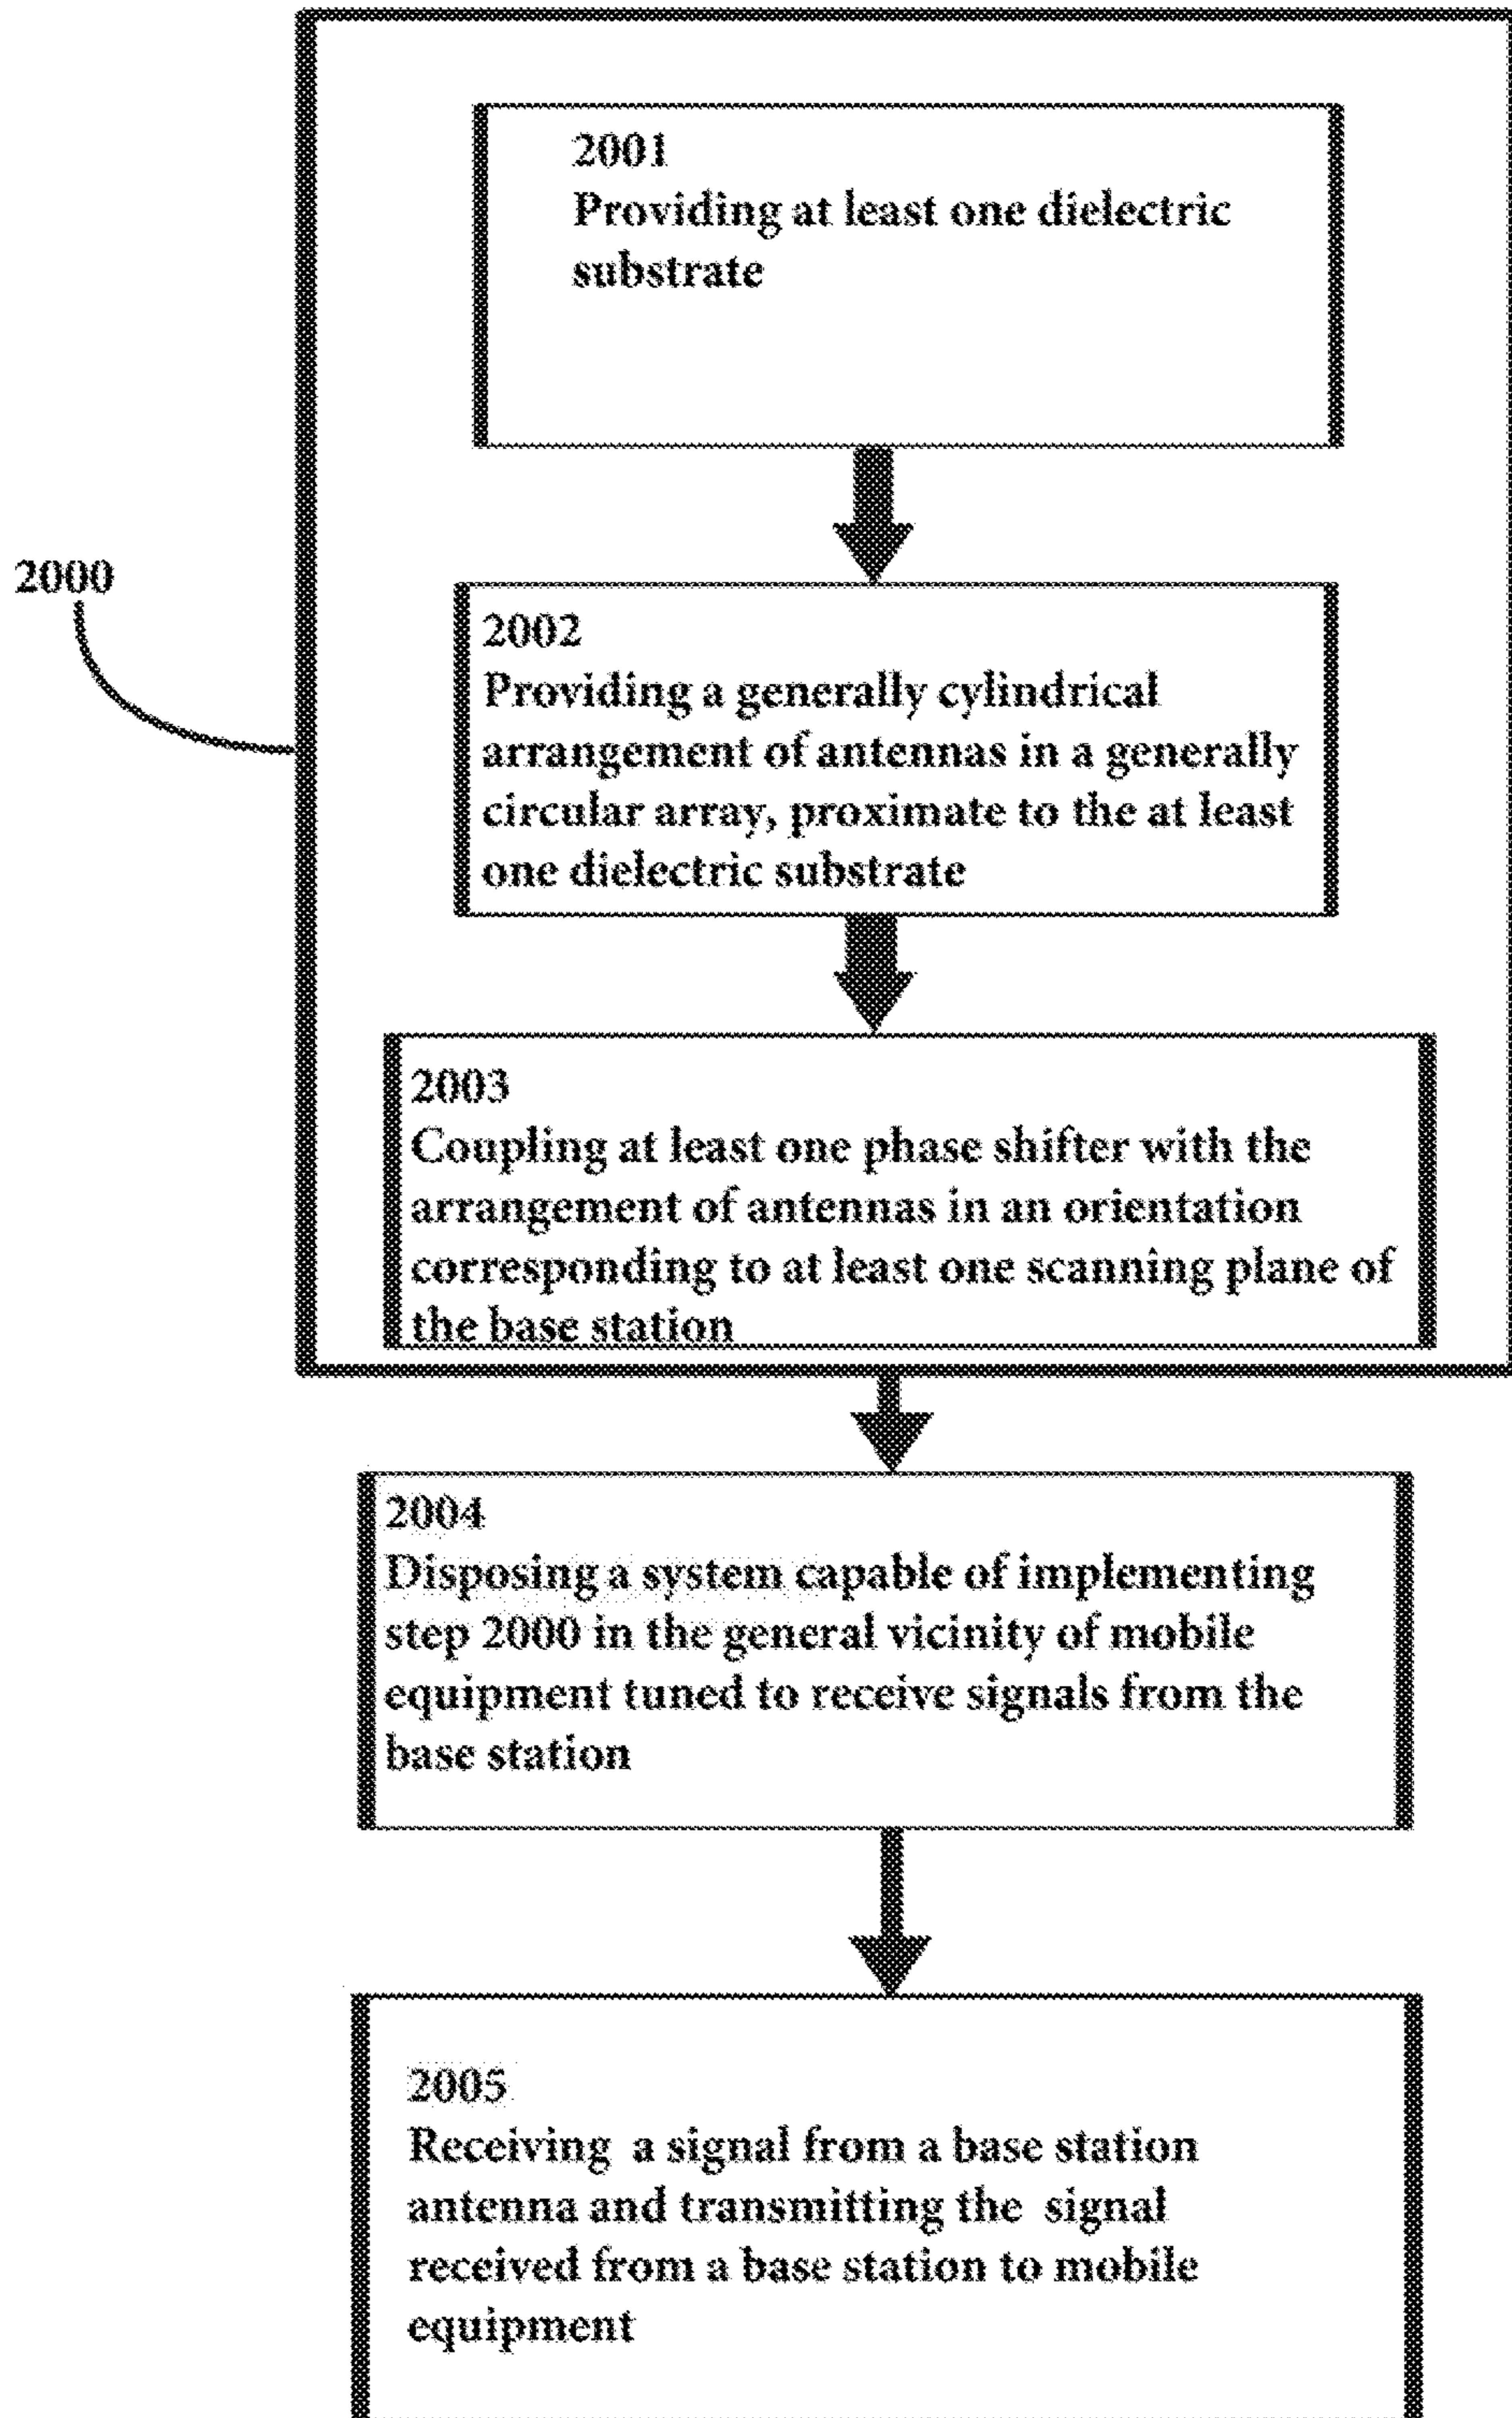 2001
Providing at least one dielectric
substrate
2000
2002
Providing a generally cylindrical
arrangement of antennas in a generally
circular array, proximate to the at least
one dielectric substrate
2003
Coupling at least one phase shifter with the
arrangement of antennas in an orientation
corresponding to at least one scanning plane of
the base station
2004
Disposing a system capable of implementing
step 2000 in the general vicinity of mobile
equipment tuned to receive signals from the
base station
2005
Receiving a signal from a base station
antenna and transmitting the signal
received from a base station to mobile
equipment